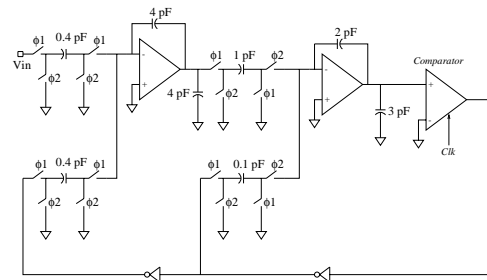 4 pF
2 pF
ϕ1 0.4 pF ϕ1
ϕ1 1 pF ϕ2
Comparator
Vin
ϕ2 ϕ2
-
+
4 pF
ϕ2 ϕ1
-
+
3 pF
+
-
Clk
ϕ1 0.4 pF ϕ1
ϕ1 0.1 pF ϕ2
ϕ2 ϕ2
ϕ2 ϕ1